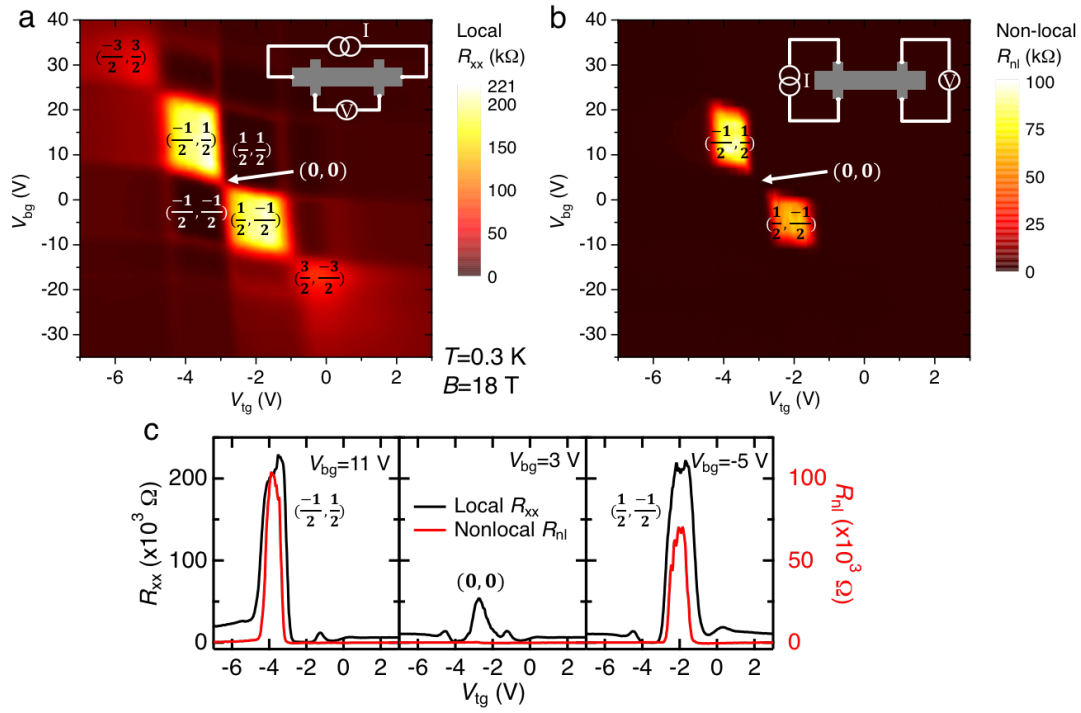 a
40
30
20
10
0
-10
-20
-30
V_bg (V)
-6 -4 -2 0 2
V_tg (V)
(-3/2, 3/2)
(-1/2, 1/2)
(1/2, 1/2)
(0, 0)
(-1/2, -1/2)
(1/2, -1/2)
(3/2, -3/2)
I
V
Local
R_xx (kΩ)
221
200
150
100
50
0
T=0.3 K
B=18 T
b
40
30
20
10
0
-10
-20
-30
V_bg (V)
-6 -4 -2 0 2
V_tg (V)
I
V
(-1/2, 1/2)
(0, 0)
(1/2, -1/2)
Non-local
R_nl (kΩ)
100
75
50
25
0
c
R_xx (x10³ Ω)
200
100
0
V_bg=11 V
(-1/2, 1/2)
V_bg=3 V
Local R_xx
Nonlocal R_nl
(0, 0)
V_bg=-5 V
(1/2, -1/2)
100
50
0
R_nl (x10³ Ω)
-6 -4 -2 0 2
-6 -4 -2 0 2
-6 -4 -2 0 2
V_tg (V)